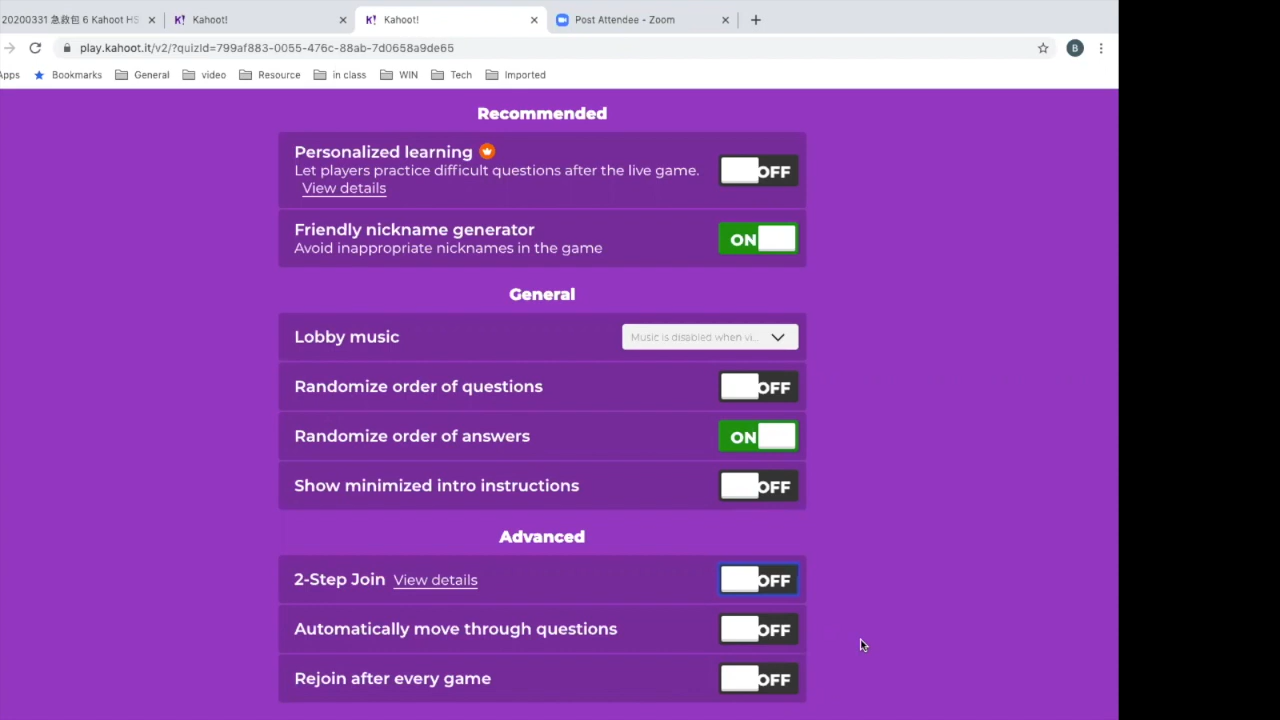 20200331 急救包 6 Kahoot HS
Kahoot!
Kahoot!
Post Attendee - Zoom
play.kahoot.it/v2/?quizId=799af883-0055-476c-88ab-7d0658a9de65
B
Apps
Bookmarks
General
video
Resource
in class
WIN
Tech
Imported
Recommended
Personalized learning
Let players practice difficult questions after the live game.
View details
OFF
Friendly nickname generator
Avoid inappropriate nicknames in the game
ON
General
Lobby music
Music is disabled when vi...
Randomize order of questions
OFF
Randomize order of answers
ON
Show minimized intro instructions
OFF
Advanced
2-Step Join View details
OFF
Automatically move through questions
OFF
Rejoin after every game
OFF